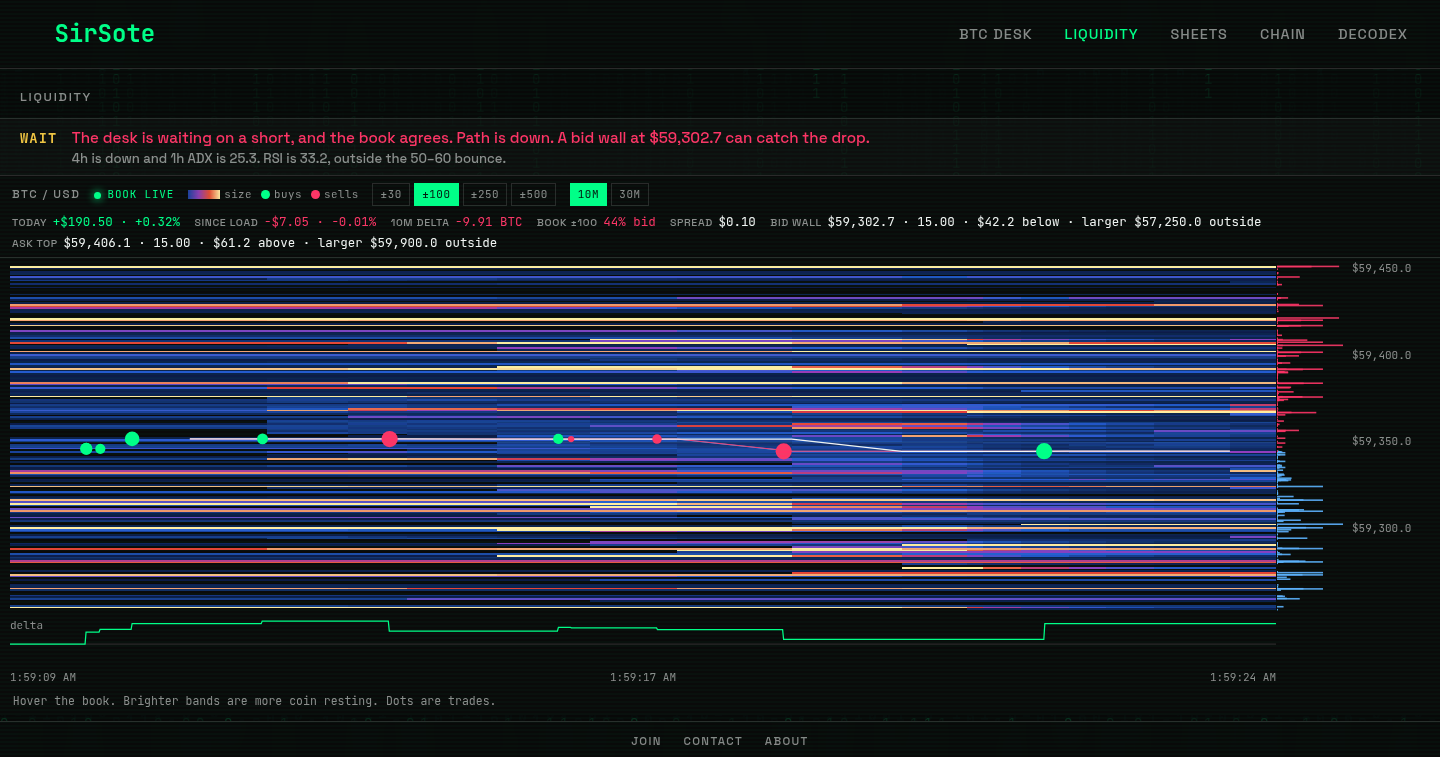 SirSote
BTC DESK LIQUIDITY SHEETS CHAIN DECODEX
LIQUIDITY
WAIT The desk is waiting on a short, and the book agrees. Path is down. A bid wall at $59,302.7 can catch the drop.
4h is down and 1h ADX is 25.3. RSI is 33.2, outside the 50–60 bounce.
BTC / USD BOOK LIVE size buys sells ±30 ±100 ±250 ±500 10M 30M
TODAY +$190.50 · +0.32% SINCE LOAD -$7.05 · -0.01% 10M DELTA -9.91 BTC BOOK ±100 44% bid SPREAD $0.10 BID WALL $59,302.7 · 15.00 · $42.2 below · larger $57,250.0 outside
ASK TOP $59,406.1 · 15.00 · $61.2 above · larger $59,900.0 outside
$59,450.0
$59,400.0
$59,350.0
$59,300.0
delta
1:59:09 AM 1:59:17 AM 1:59:24 AM
Hover the book. Brighter bands are more coin resting. Dots are trades.
JOIN CONTACT ABOUT